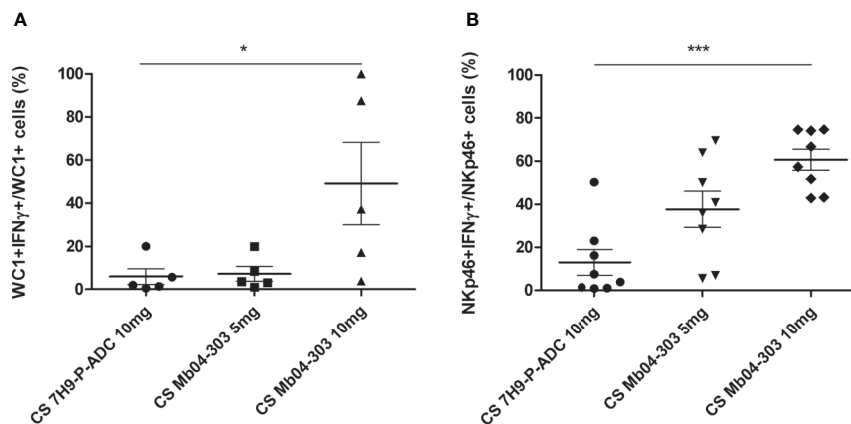 A
*
WC1+IFNγ+/WC1+ cells (%)
100
80
60
40
20
0
CS 7H9-P-ADC 10mg
CS Mb04-303 5mg
CS Mb04-303 10mg
B
***
NKp46+IFNγ+/NKp46+ cells (%)
100
80
60
40
20
0
CS 7H9-P-ADC 10mg
CS Mb04-303 5mg
CS Mb04-303 10mg